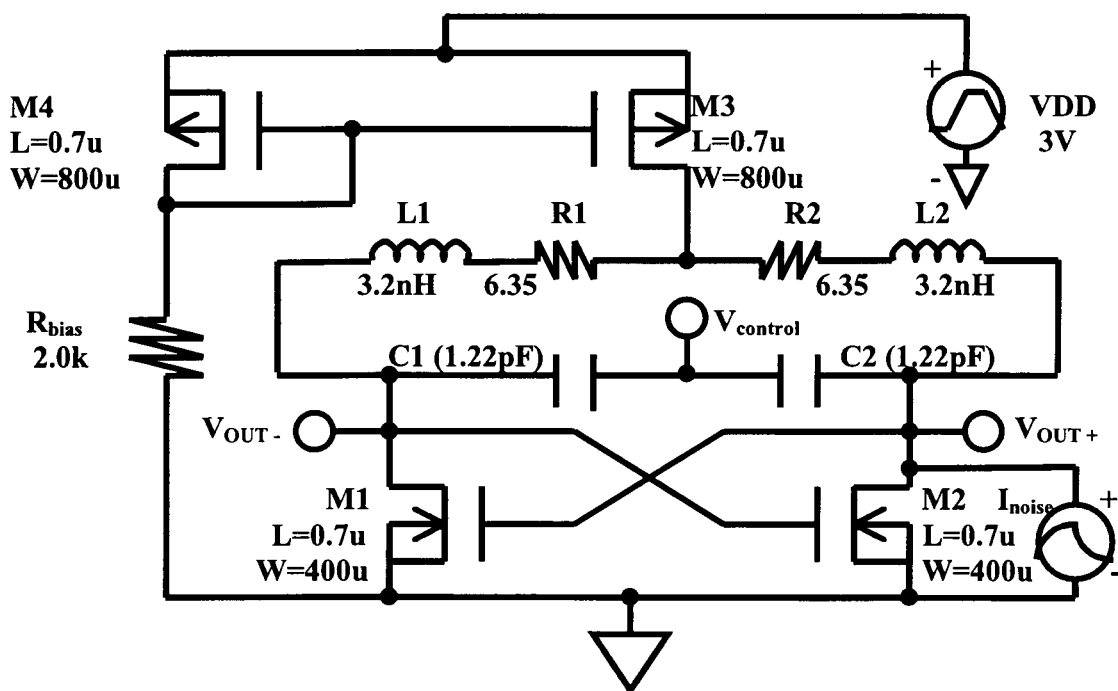 M4
L=0.7u
W=800u
M3
L=0.7u
W=800u
+
VDD
3V
-
L1
3.2nH
R1
6.35
R2
6.35
L2
3.2nH
Rbias
2.0k
Vcontrol
C1 (1.22pF)
C2 (1.22pF)
VOUT -
VOUT +
M1
L=0.7u
W=400u
M2
L=0.7u
W=400u
Inoise
+
-